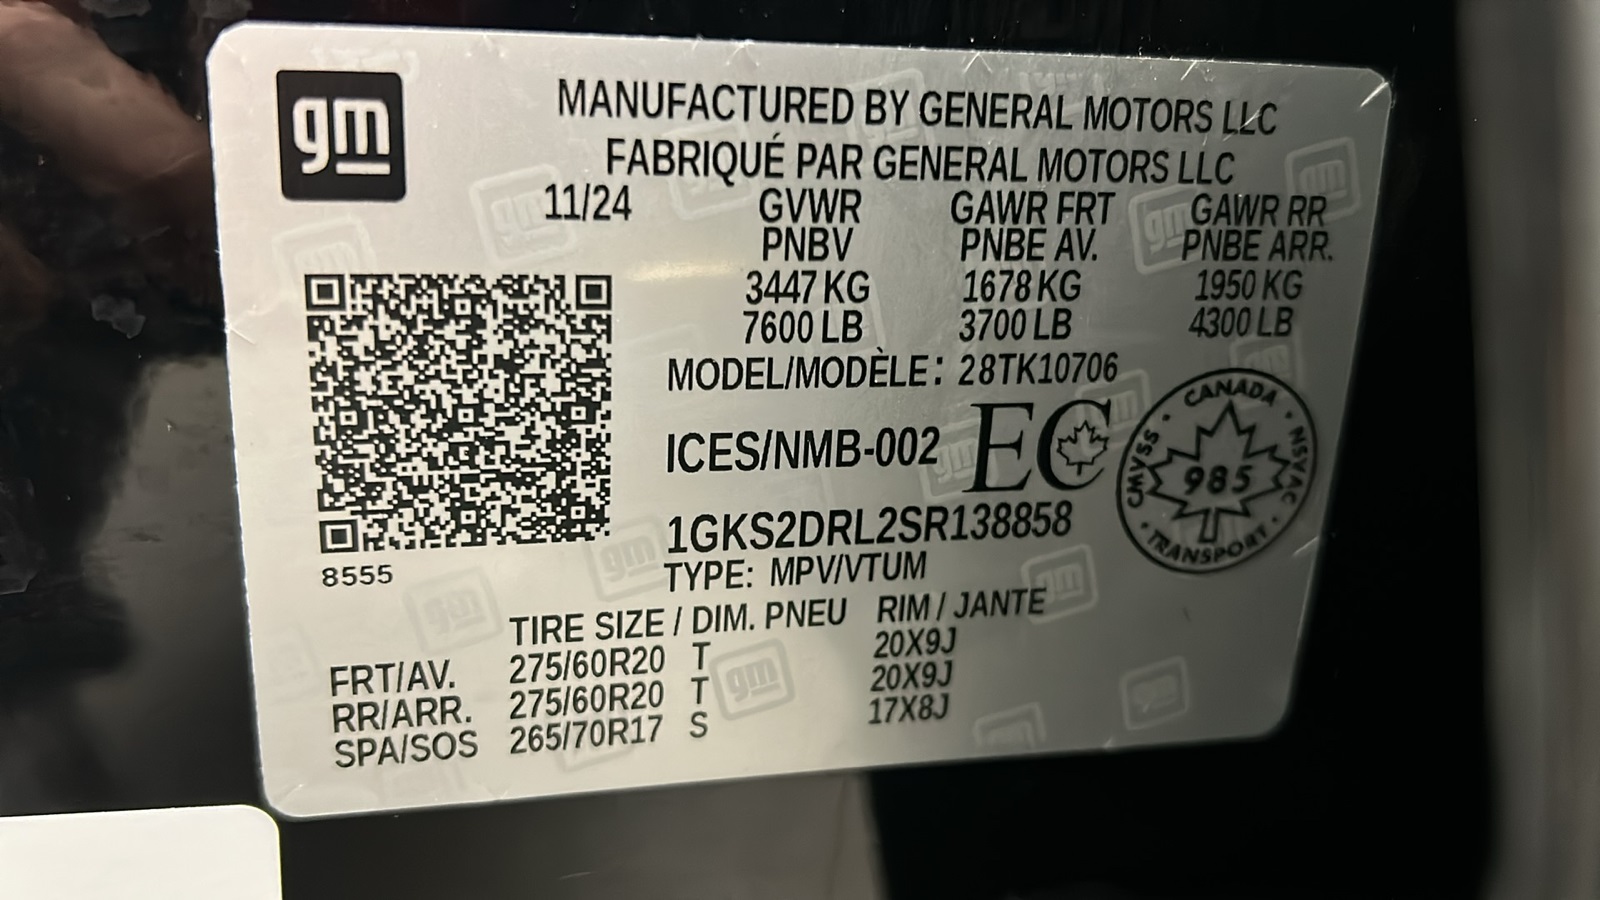 gm
MANUFACTURED BY GENERAL MOTORS LLC
FABRIQUÉ PAR GENERAL MOTORS LLC
11/24 GVWR GAWR FRT GAWR RR
PNBV PNBE AV. PNBE ARR.
3447 KG 1678 KG 1950 KG
7600 LB 3700 LB 4300 LB
MODEL/MODÈLE: 28TK10706
ICES/NMB-002 EC
CANADA · NSVAC · TRANSPORT · CMVSS ·
985
1GKS2DRL2SR138858
8555
TYPE: MPV/VTUM
TIRE SIZE / DIM. PNEU RIM / JANTE
FRT/AV. 275/60R20 T 20X9J
RR/ARR. 275/60R20 T 20X9J
SPA/SOS 265/70R17 S 17X8J